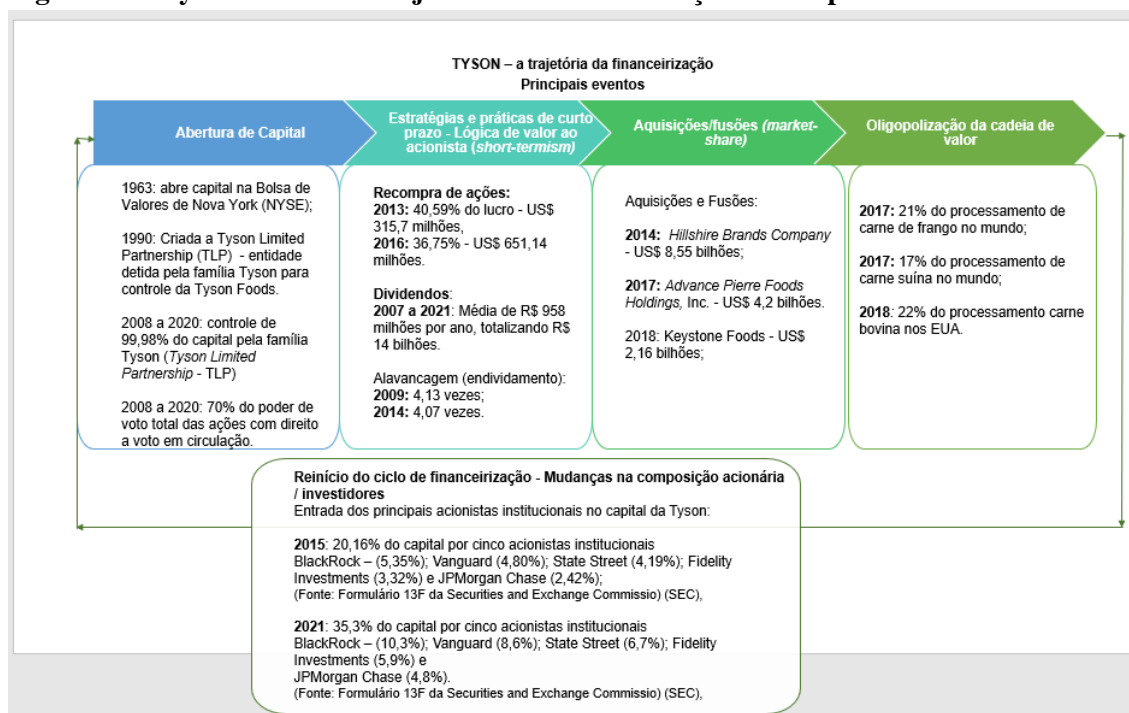 TYSON – a trajetória da financeirização
Principais eventos
Abertura de Capital
Estratégias e práticas de curto
prazo - Lógica de valor ao
acionista (short-termism)
Aquisições/fusões (market-
share)
Oligopolização da cadeia de
valor
1963: abre capital na Bolsa de
Valores de Nova York (NYSE);
1990: Criada a Tyson Limited
Partnership (TLP) - entidade
detida pela família Tyson para
controle da Tyson Foods.
2008 a 2020: controle de
99,98% do capital pela família
Tyson (Tyson Limited
Partnership - TLP)
2008 a 2020: 70% do poder de
voto total das ações com direito
a voto em circulação.
Recompra de ações:
2013: 40,59% do lucro - US$
315,7 milhões,
2016: 36,75% - US$ 651,14
milhões.
Dividendos:
2007 a 2021: Média de R$ 958
milhões por ano, totalizando R$
14 bilhões.
Alavancagem (endividamento):
2009: 4,13 vezes;
2014: 4,07 vezes.
Aquisições e Fusões:
2014: Hillshire Brands Company
- US$ 8,55 bilhões;
2017: Advance Pierre Foods
Holdings, Inc. - US$ 4,2 bilhões.
2018: Keystone Foods - US$
2,16 bilhões;
2017: 21% do processamento de
carne de frango no mundo;
2017: 17% do processamento de
carne suína no mundo;
2018: 22% do processamento carne
bovina nos EUA.
Reinício do ciclo de financeirização - Mudanças na composição acionária
/ investidores
Entrada dos principais acionistas institucionais no capital da Tyson:
2015: 20,16% do capital por cinco acionistas institucionais
BlackRock – (5,35%); Vanguard (4,80%); State Street (4,19%); Fidelity
Investments (3,32%) e JPMorgan Chase (2,42%);
(Fonte: Formulário 13F da Securities and Exchange Commissio) (SEC),
2021: 35,3% do capital por cinco acionistas institucionais
BlackRock – (10,3%); Vanguard (8,6%); State Street (6,7%); Fidelity
Investments (5,9%) e
JPMorgan Chase (4,8%).
(Fonte: Formulário 13F da Securities and Exchange Commissio) (SEC),